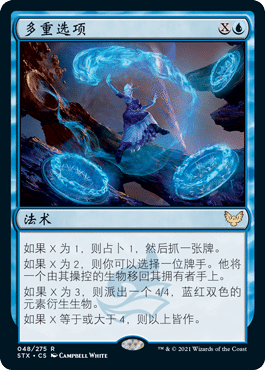 多重选项 X
法术
如果 X 为 1，则占卜 1，然后抓一张牌。
如果 X 为 2，则你可以选择一位牌手。他将
一个由其操控的生物移回其拥有者手上。
如果 X 为 3，则派出一个 4/4，蓝红双色的
元素衍生生物。
如果 X 等于或大于 4，则以上皆作。
048/275 R
STX • CS CAMPBELL WHITE
™ & © 2021 Wizards of the Coast